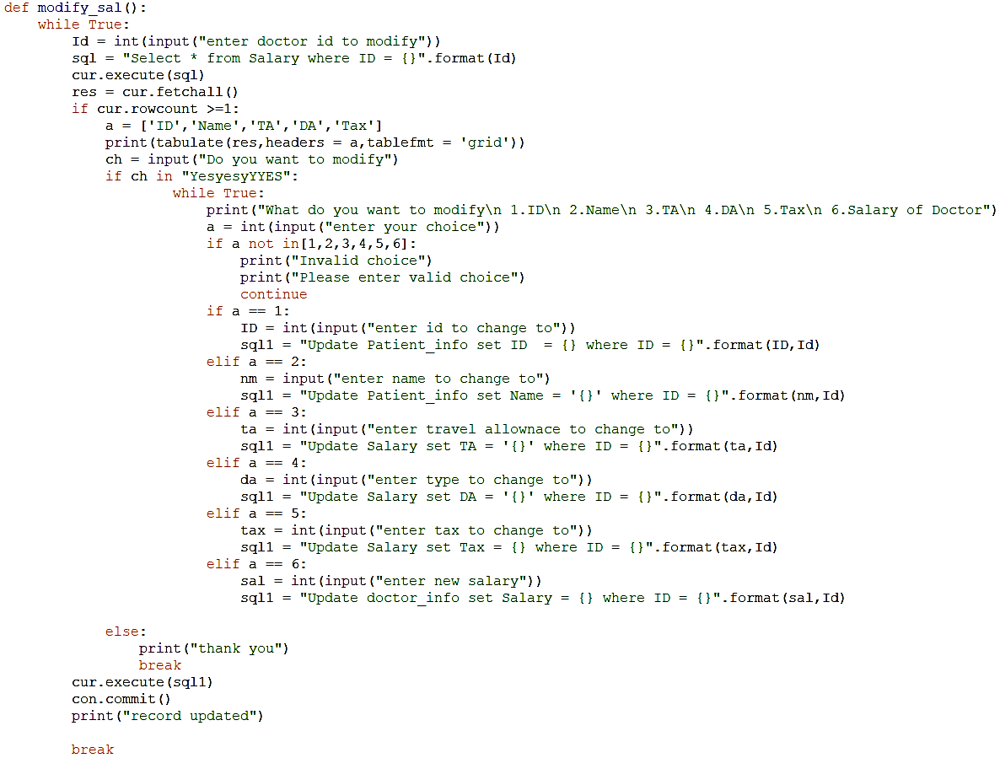 def modify_sal():
    while True:
        Id = int(input("enter doctor id to modify"))
        sql = "Select * from Salary where ID = {}".format(Id)
        cur.execute(sql)
        res = cur.fetchall()
        if cur.rowcount >=1:
            a = ['ID','Name','TA','DA','Tax']
            print(tabulate(res,headers = a,tablefmt = 'grid'))
            ch = input("Do you want to modify")
            if ch in "YesyesyYYES":
                    while True:
                        print("What do you want to modify\n 1.ID\n 2.Name\n 3.TA\n 4.DA\n 5.Tax\n 6.Salary of Doctor")
                        a = int(input("enter your choice"))
                        if a not in[1,2,3,4,5,6]:
                            print("Invalid choice")
                            print("Please enter valid choice")
                            continue
                        if a == 1:
                            ID = int(input("enter id to change to"))
                            sql1 = "Update Patient_info set ID  = {} where ID = {}".format(ID,Id)
                        elif a == 2:
                            nm = input("enter name to change to")
                            sql1 = "Update Patient_info set Name = '{}' where ID = {}".format(nm,Id)
                        elif a == 3:
                            ta = int(input("enter travel allownace to change to"))
                            sql1 = "Update Salary set TA = '{}' where ID = {}".format(ta,Id)
                        elif a == 4:
                            da = int(input("enter type to change to"))
                            sql1 = "Update Salary set DA = '{}' where ID = {}".format(da,Id)
                        elif a == 5:
                            tax = int(input("enter tax to change to"))
                            sql1 = "Update Salary set Tax = {} where ID = {}".format(tax,Id)
                        elif a == 6:
                            sal = int(input("enter new salary"))
                            sql1 = "Update doctor_info set Salary = {} where ID = {}".format(sal,Id)

            else:
                print("thank you")
                break
        cur.execute(sql1)
        con.commit()
        print("record updated")

        break